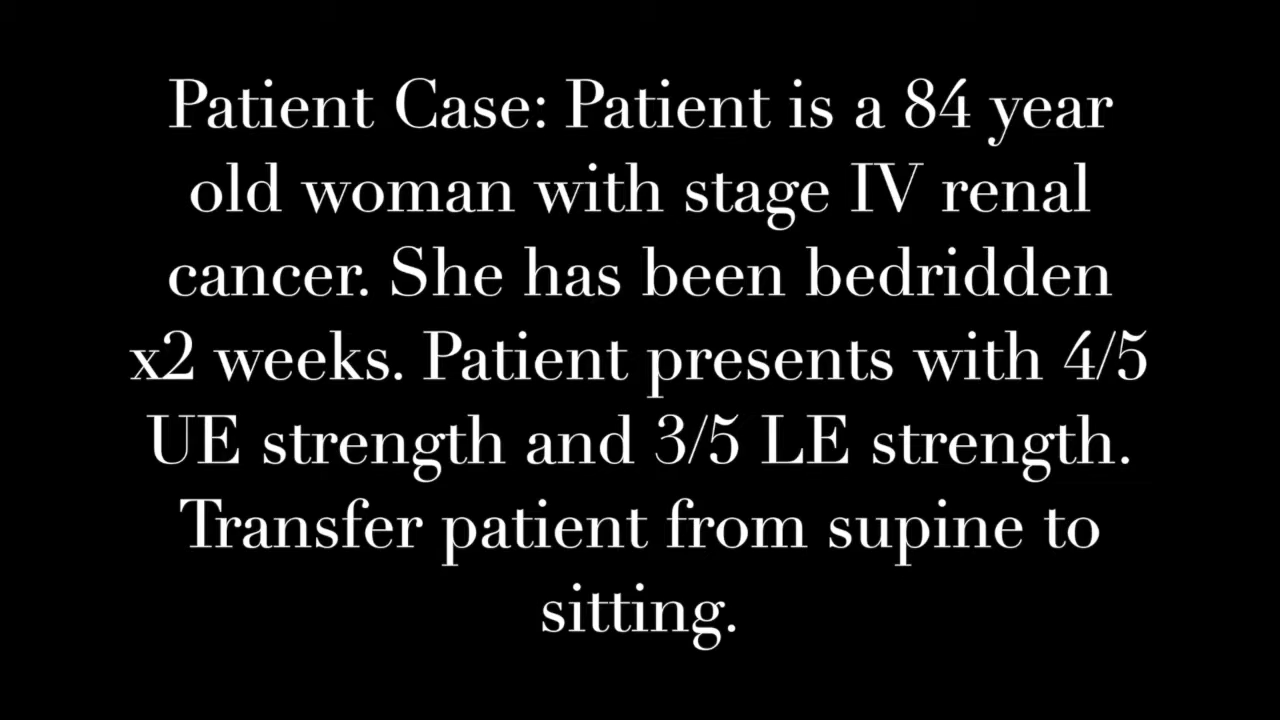 Patient Case: Patient is a 84 year
old woman with stage IV renal
cancer. She has been bedridden
x2 weeks. Patient presents with 4/5
UE strength and 3/5 LE strength.
Transfer patient from supine to
sitting.